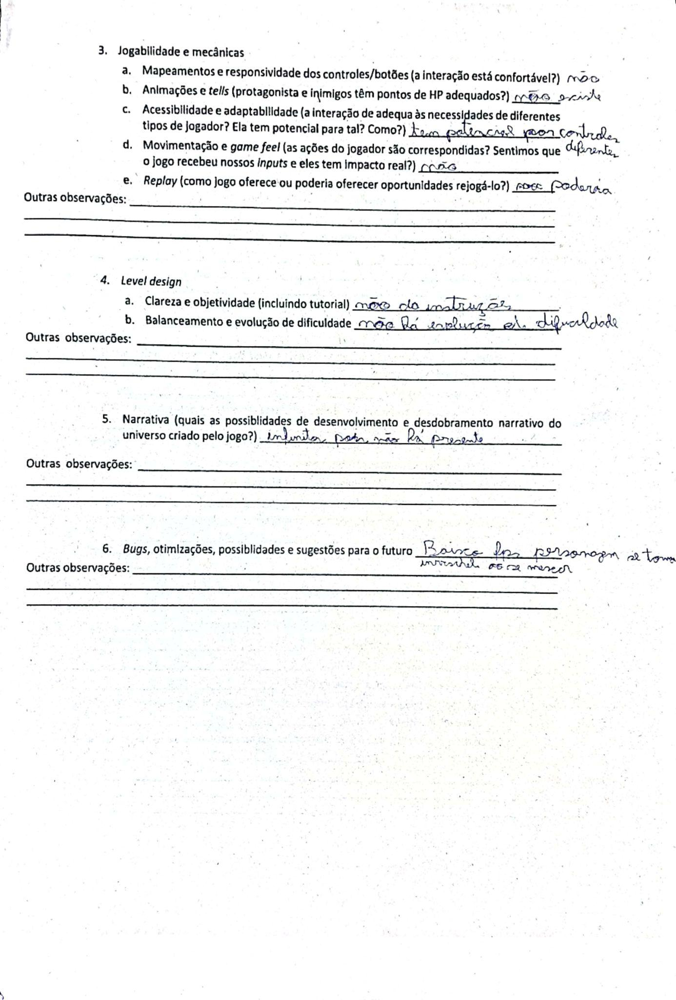 3. Jogabilidade e mecânicas
a. Mapeamentos e responsividade dos controles/botões (a interação está confortável?) não
b. Animações e tells (protagonista e inimigos têm pontos de HP adequados?) não existe
c. Acessibilidade e adaptabilidade (a interação de adequa às necessidades de diferentes
tipos de jogador? Ela tem potencial para tal? Como?) tem potencial por controles
diferentes
d. Movimentação e game feel (as ações do jogador são correspondidas? Sentimos que
o jogo recebeu nossos inputs e eles tem impacto real?) não
e. Replay (como jogo oferece ou poderia oferecer oportunidades rejogá-lo?) poderia
Outras observações:
4. Level design
a. Clareza e objetividade (incluindo tutorial) não da instruções
b. Balanceamento e evolução de dificuldade não há evolução de dificuldade
Outras observações:
5. Narrativa (quais as possiblidades de desenvolvimento e desdobramento narrativo do
universo criado pelo jogo?) infinitas pois não há presente
Outras observações:
6. Bugs, otimizações, possiblidades e sugestões para o futuro Baixo fps personagem se torna
ao se mexer
Outras observações: